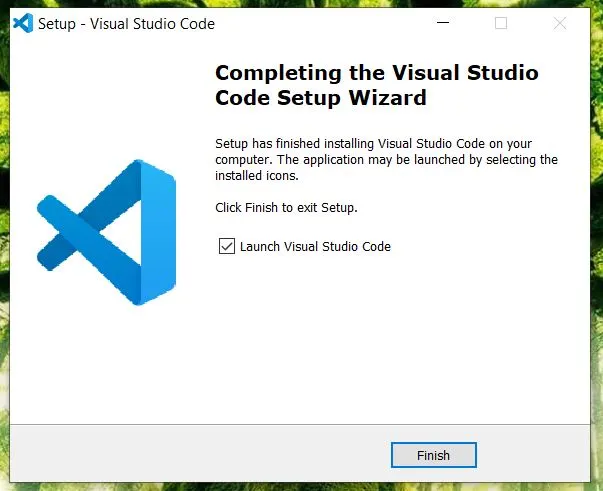 Setup - Visual Studio Code
Completing the Visual Studio
Code Setup Wizard
Setup has finished installing Visual Studio Code on your
computer. The application may be launched by selecting the
installed icons.
Click Finish to exit Setup.
Launch Visual Studio Code
Finish